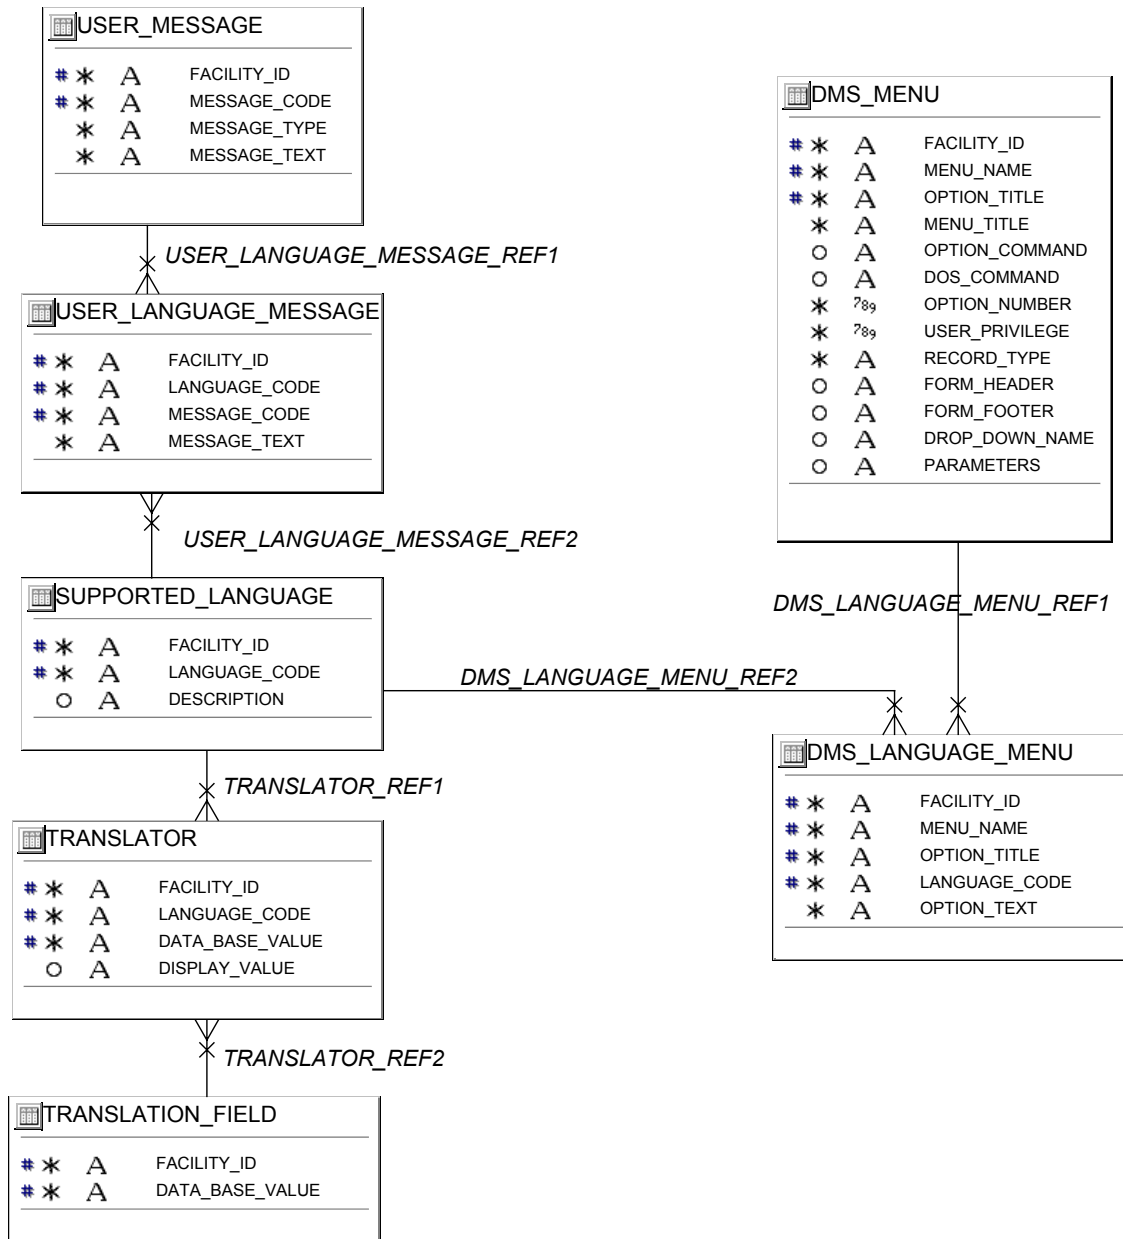 USER_MESSAGE
# * A FACILITY_ID
# * A MESSAGE_CODE
* A MESSAGE_TYPE
* A MESSAGE_TEXT
USER_LANGUAGE_MESSAGE_REF1
USER_LANGUAGE_MESSAGE
# * A FACILITY_ID
# * A LANGUAGE_CODE
# * A MESSAGE_CODE
* A MESSAGE_TEXT
USER_LANGUAGE_MESSAGE_REF2
SUPPORTED_LANGUAGE
# * A FACILITY_ID
# * A LANGUAGE_CODE
O A DESCRIPTION
TRANSLATOR_REF1
TRANSLATOR
# * A FACILITY_ID
# * A LANGUAGE_CODE
# * A DATA_BASE_VALUE
O A DISPLAY_VALUE
TRANSLATOR_REF2
TRANSLATION_FIELD
# * A FACILITY_ID
# * A DATA_BASE_VALUE
DMS_MENU
# * A FACILITY_ID
# * A MENU_NAME
# * A OPTION_TITLE
* A MENU_TITLE
O A OPTION_COMMAND
O A DOS_COMMAND
* 789 OPTION_NUMBER
* 789 USER_PRIVILEGE
* A RECORD_TYPE
O A FORM_HEADER
O A FORM_FOOTER
O A DROP_DOWN_NAME
O A PARAMETERS
DMS_LANGUAGE_MENU_REF1
DMS_LANGUAGE_MENU_REF2
DMS_LANGUAGE_MENU
# * A FACILITY_ID
# * A MENU_NAME
# * A OPTION_TITLE
# * A LANGUAGE_CODE
* A OPTION_TEXT